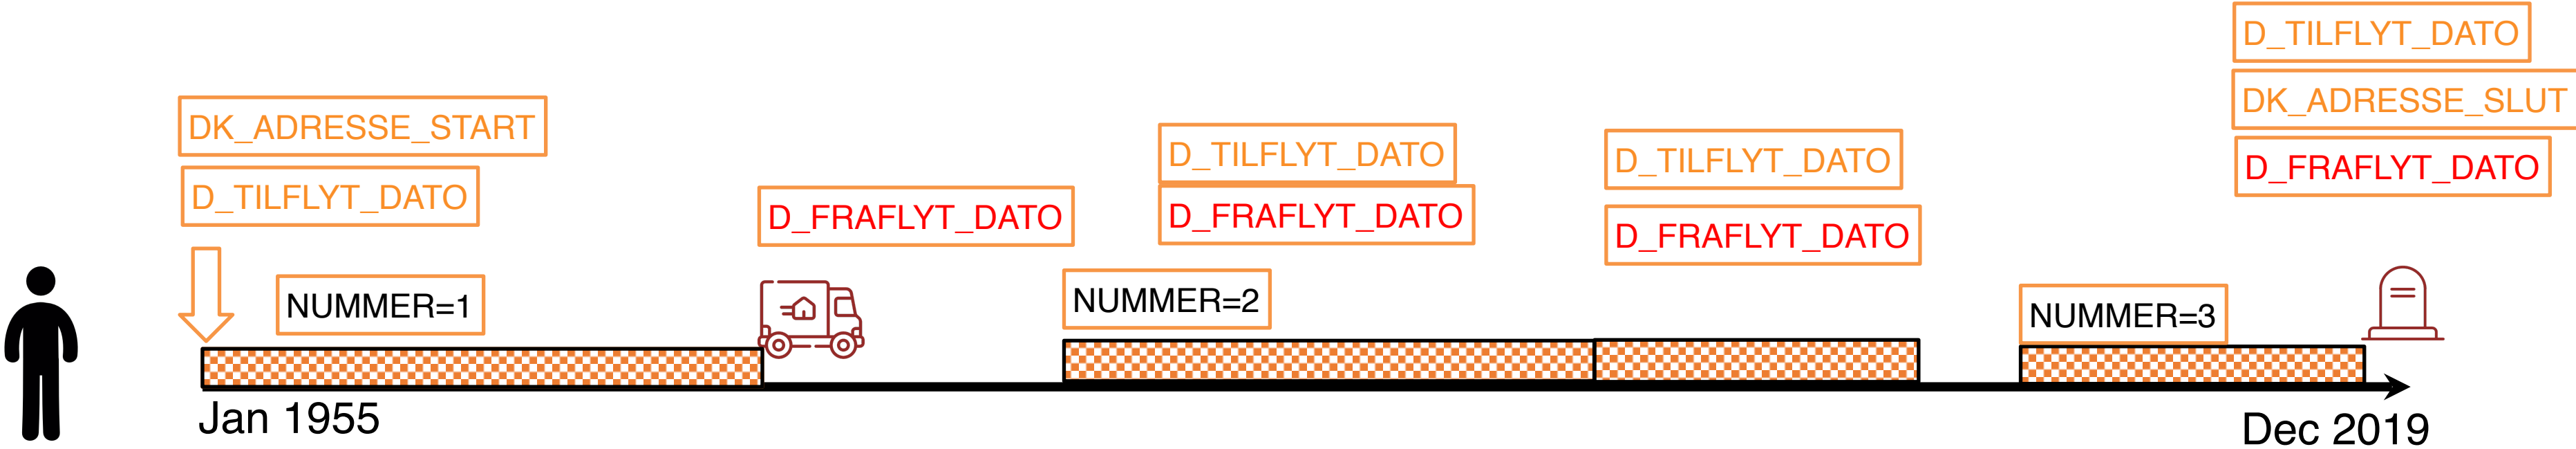 DK_ADRESSE_START
D_TILFLYT_DATO
NUMMER=1
D_FRAFLYT_DATO
D_TILFLYT_DATO
D_FRAFLYT_DATO
NUMMER=2
D_TILFLYT_DATO
D_FRAFLYT_DATO
D_TILFLYT_DATO
DK_ADRESSE_SLUT
D_FRAFLYT_DATO
NUMMER=3
Jan 1955
Dec 2019